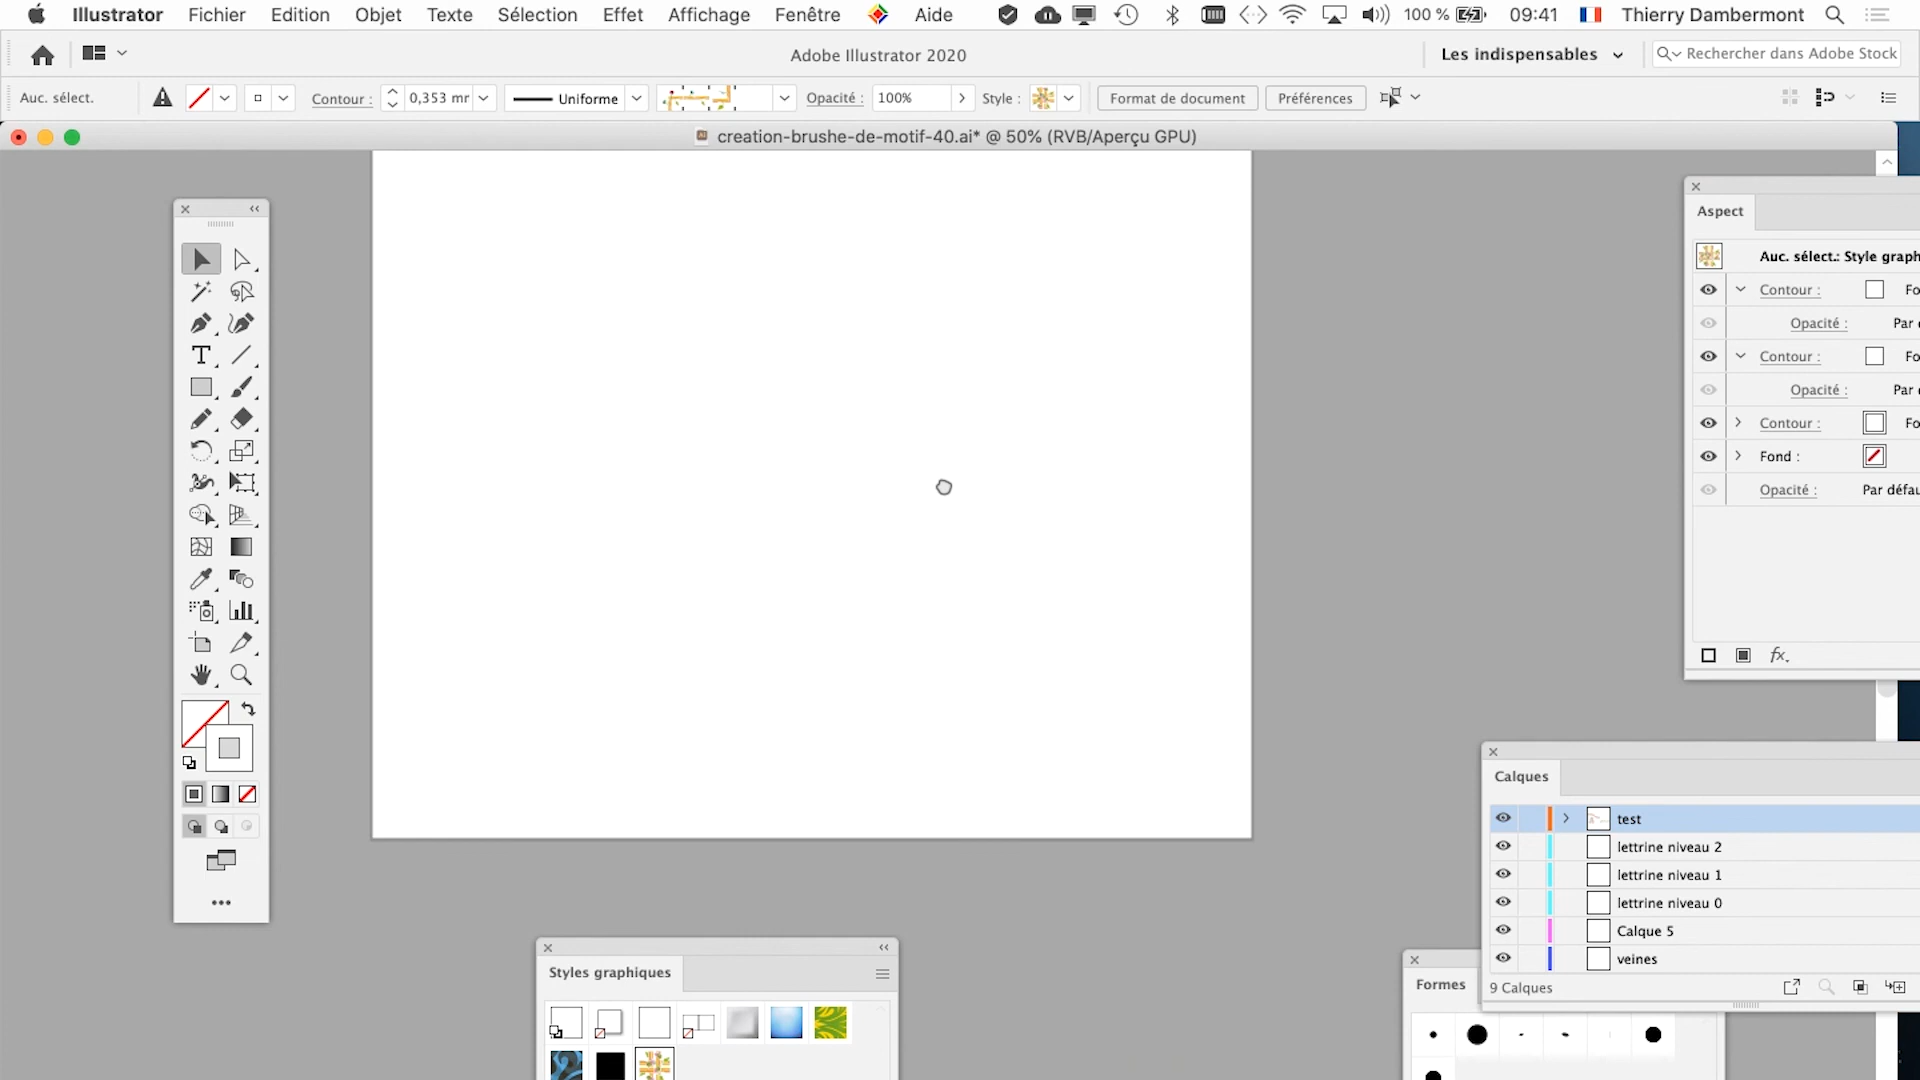 Illustrator Fichier Edition Objet Texte Sélection Effet Affichage Fenêtre Aide 100 % 09:41 Thierry Dambermont
Adobe Illustrator 2020 Les indispensables Rechercher dans Adobe Stock
Auc. sélect. Contour : 0,353 mr Uniforme Opacité : 100% Style : Format de document Préférences
creation-brushe-de-motif-40.ai* @ 50% (RVB/Aperçu GPU)
Aspect
Auc. sélect.: Style graph
Contour : Fo
Opacité : Par
Contour : Fo
Opacité : Par
Contour : Fo
Fond :
Opacité : Par défau
fx.
Calques
test
lettrine niveau 2
lettrine niveau 1
lettrine niveau 0
Calque 5
veines
9 Calques
Styles graphiques
Formes